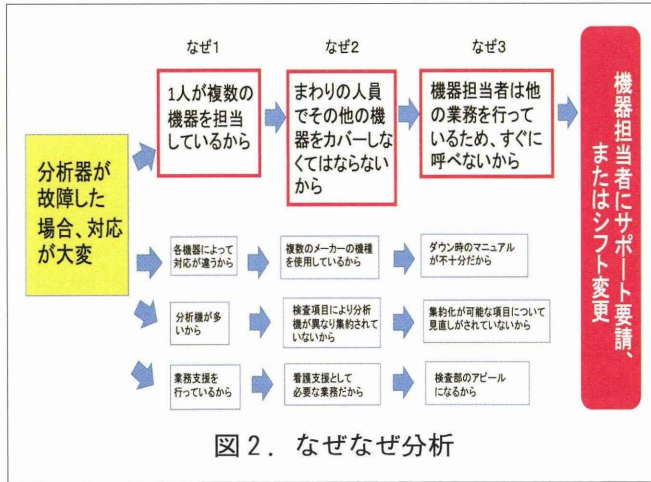 なぜ1
なぜ2
なぜ3
分析器が
故障した
場合、対応
が大変
1人が複数の
機器を担当
しているから
まわりの人員
でその他の機
器をカバーしな
くてはならない
から
機器担当者は他
の業務を行って
いるため、すぐに
呼べないから
機器担当者にサポート要請、
またはシフト変更
各機器によって
対応が違うから
複数のメーカーの機種
を使用しているから
ダウン時のマニュアル
が不十分だから
分析機が多
いから
検査項目により分析
機が異なり集約されて
いないから
集約化が可能な項目について
見直しがされていないから
業務支援を
行っているから
看護支援として
必要な業務だから
検査部のアピール
になるから
図2. なぜなぜ分析